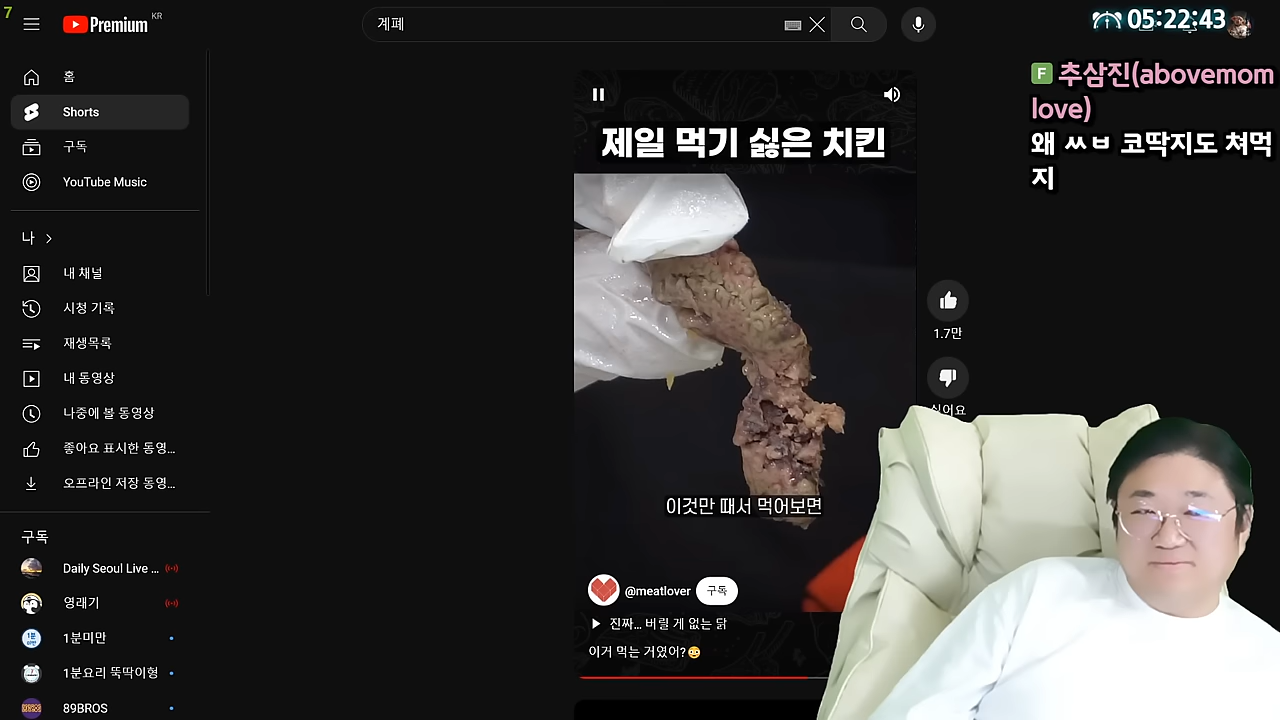 7
Premium KR
계폐
05:22:43
홈
Shorts
구독
YouTube Music
나
내 채널
시청 기록
재생목록
내 동영상
나중에 볼 동영상
좋아요 표시한 동영...
오프라인 저장 동영...
구독
Daily Seoul Live ...
영래기
1분미만
1분요리 뚝딱이형
89BROS
제일 먹기 싫은 치킨
이것만 때서 먹어보면
@meatlover 구독
▶ 진짜... 버릴 게 없는 닭
이거 먹는 거였어?😳
1.7만
싫어요
F 추삼진(abovemom
love)
왜 ㅆㅂ 코딱지도 쳐먹
지